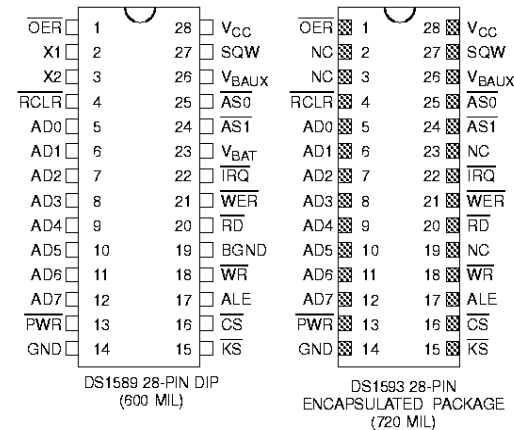 OER 1 28 VCC
X1 2 27 SQW
X2 3 26 VBAUX
RCLR 4 25 AS0
AD0 5 24 AS1
AD1 6 23 VBAT
AD2 7 22 IRQ
AD3 8 21 WER
AD4 9 20 RD
AD5 10 19 BGND
AD6 11 18 WR
AD7 12 17 ALE
PWR 13 16 CS
GND 14 15 KS
DS1589 28-PIN DIP
(600 MIL)
OER 1 28 VCC
NC 2 27 SQW
NC 3 26 VBAUX
RCLR 4 25 AS0
AD0 5 24 AS1
AD1 6 23 NC
AD2 7 22 IRQ
AD3 8 21 WER
AD4 9 20 RD
AD5 10 19 NC
AD6 11 18 WR
AD7 12 17 ALE
PWR 13 16 CS
GND 14 15 KS
DS1593 28-PIN
ENCAPSULATED PACKAGE
(720 MIL)